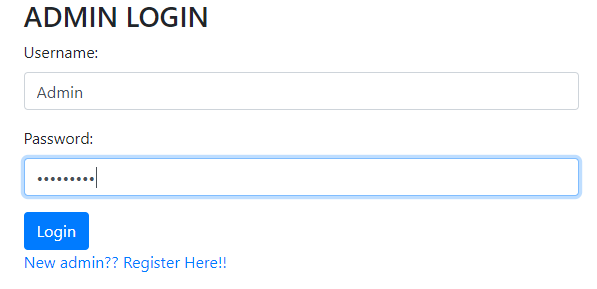 ADMIN LOGIN
Username:
Admin
Password:
•••••••••
Login
New admin?? Register Here!!